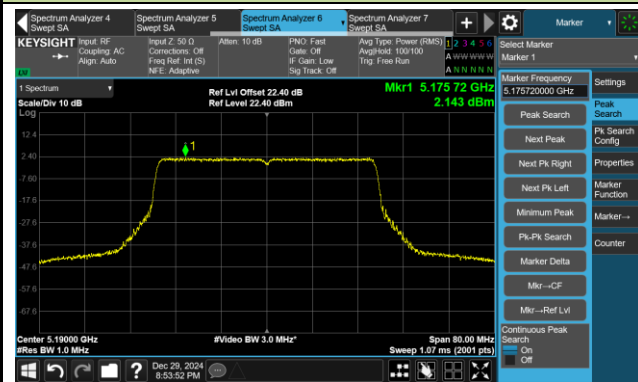 Spectrum Analyzer 4
Swept SA
Spectrum Analyzer 5
Swept SA
Spectrum Analyzer 6
Swept SA
Spectrum Analyzer 7
Swept SA
+
Marker
KEYSIGHT
Input: RF
Coupling: AC
Align: Auto
Input Z: 50 Ω
Corrections: Off
Freq Ref: Int (S)
NFE: Adaptive
Atten: 10 dB
PNO: Fast
Gate: Off
IF Gain: Low
Sig Track: Off
Avg Type: Power (RMS)
Avg|Hold: 100/100
Trig: Free Run
1 2 3 4 5 6
A W W W W W
A N N N N N
LXI
Select Marker
Marker 1
1 Spectrum
Scale/Div 10 dB
Log
Ref Lvl Offset 22.40 dB
Ref Level 22.40 dBm
Mkr1 5.175 72 GHz
2.143 dBm
12.4
2.40
-7.60
-17.6
-27.6
-37.6
-47.6
-57.6
-67.6
1
Center 5.19000 GHz
#Res BW 1.0 MHz
#Video BW 3.0 MHz*
Span 80.00 MHz
Sweep 1.07 ms (2001 pts)
Marker Frequency
5.175720000 GHz
Peak Search
Next Peak
Next Pk Right
Next Pk Left
Minimum Peak
Pk-Pk Search
Marker Delta
Mkr→CF
Mkr→Ref Lvl
Continuous Peak
Search
On
Off
Settings
Peak
Search
Pk Search
Config
Properties
Marker
Function
Marker→
Counter
?
Dec 29, 2024
8:53:52 PM